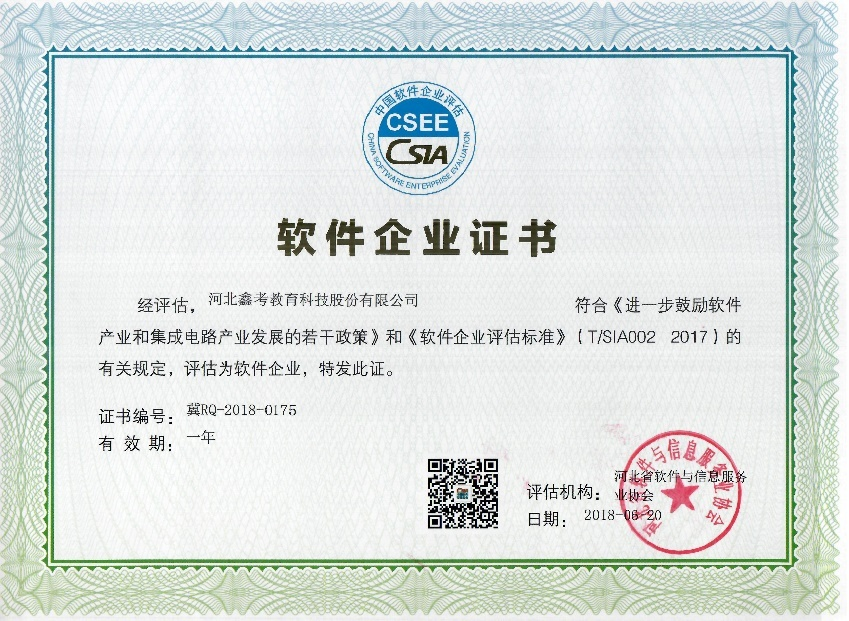 中国软件企业评估
CSEE
CSIA
CHINA SOFTWARE ENTERPRISE EVALUATION
软件企业证书
经评估， 河北鑫考教育科技股份有限公司 符合《进一步鼓励软件
产业和集成电路产业发展的若干政策》和《软件企业评估标准》（T/SIA002 2017）的
有关规定，评估为软件企业，特发此证。
证书编号： 冀RQ-2018-0175
有 效 期： 一年
评估机构： 河北省软件与信息服务
业协会
日期： 2018-08-20
河北省软件与信息服务业协会